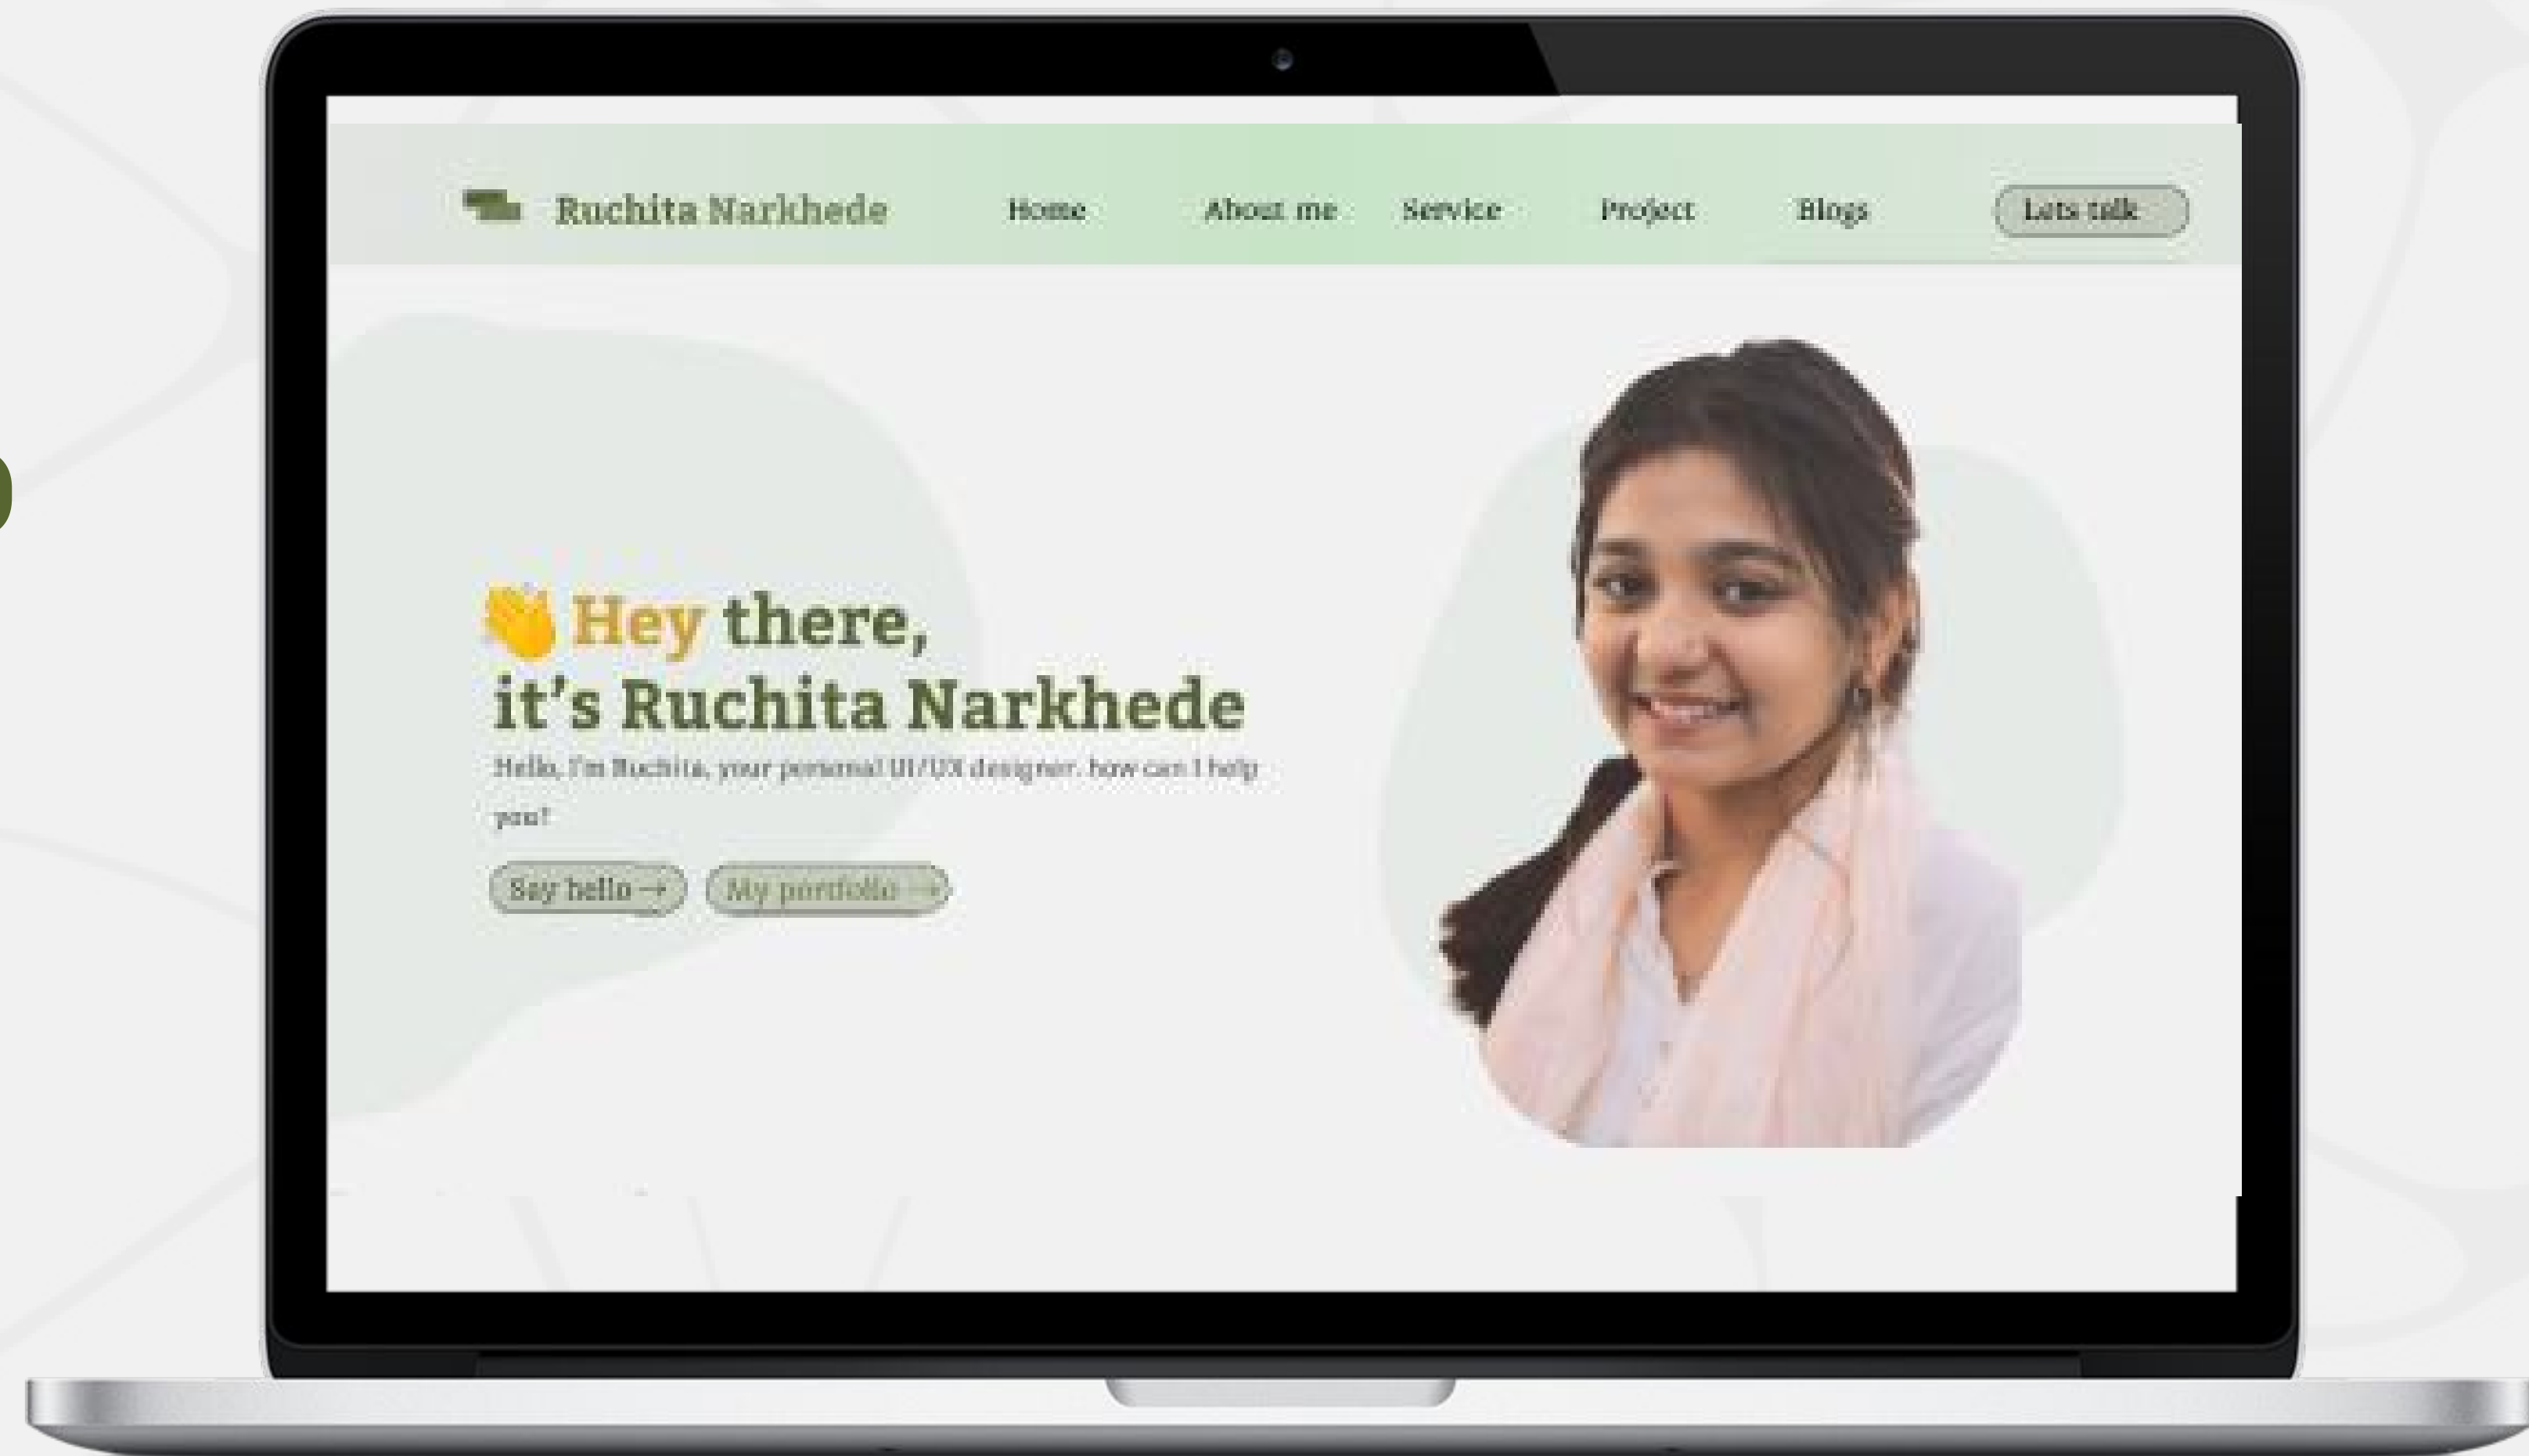 Ruchita Narkhede Home About me Service Project Blogs Lets talk
👋 Hey there,
it's Ruchita Narkhede
Hello, I'm Ruchita, your personal UI/UX designer. how can I help
you?
Say hello → My portfolio →